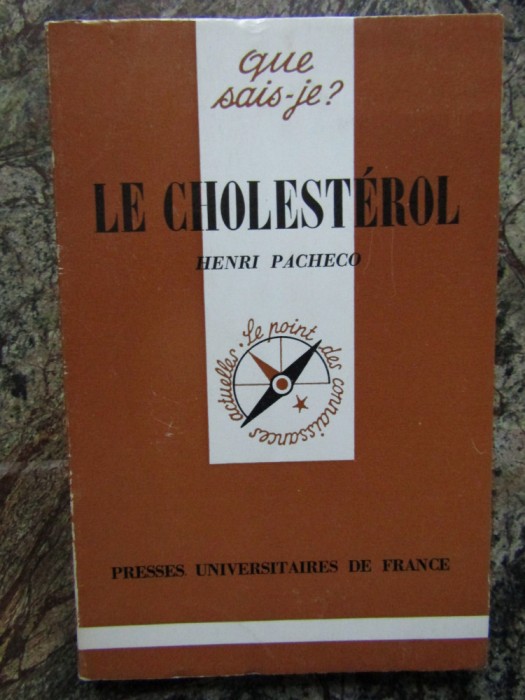 que
sais-je?
LE CHOLESTÉROL
HENRI PACHECO
Le point des connaissances actuelles.
PRESSES UNIVERSITAIRES DE FRANCE